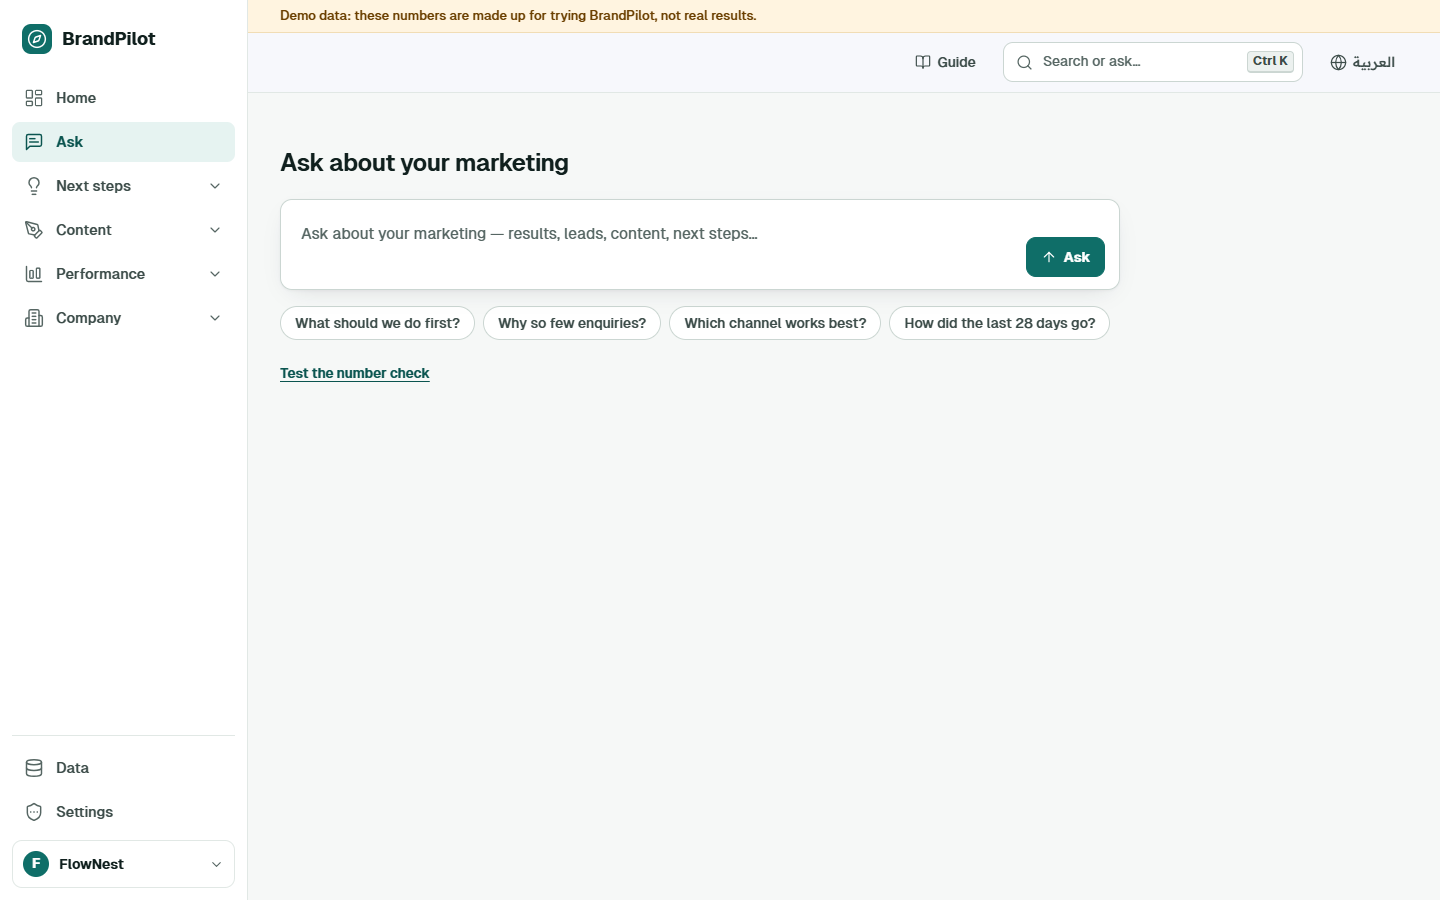 Demo data: these numbers are made up for trying BrandPilot, not real results.
BrandPilot
Guide
Search or ask...
Ctrl K
العربية
Home
Ask
Next steps
Content
Performance
Company
Ask about your marketing
Ask about your marketing — results, leads, content, next steps...
Ask
What should we do first?
Why so few enquiries?
Which channel works best?
How did the last 28 days go?
Test the number check
Data
Settings
F
FlowNest